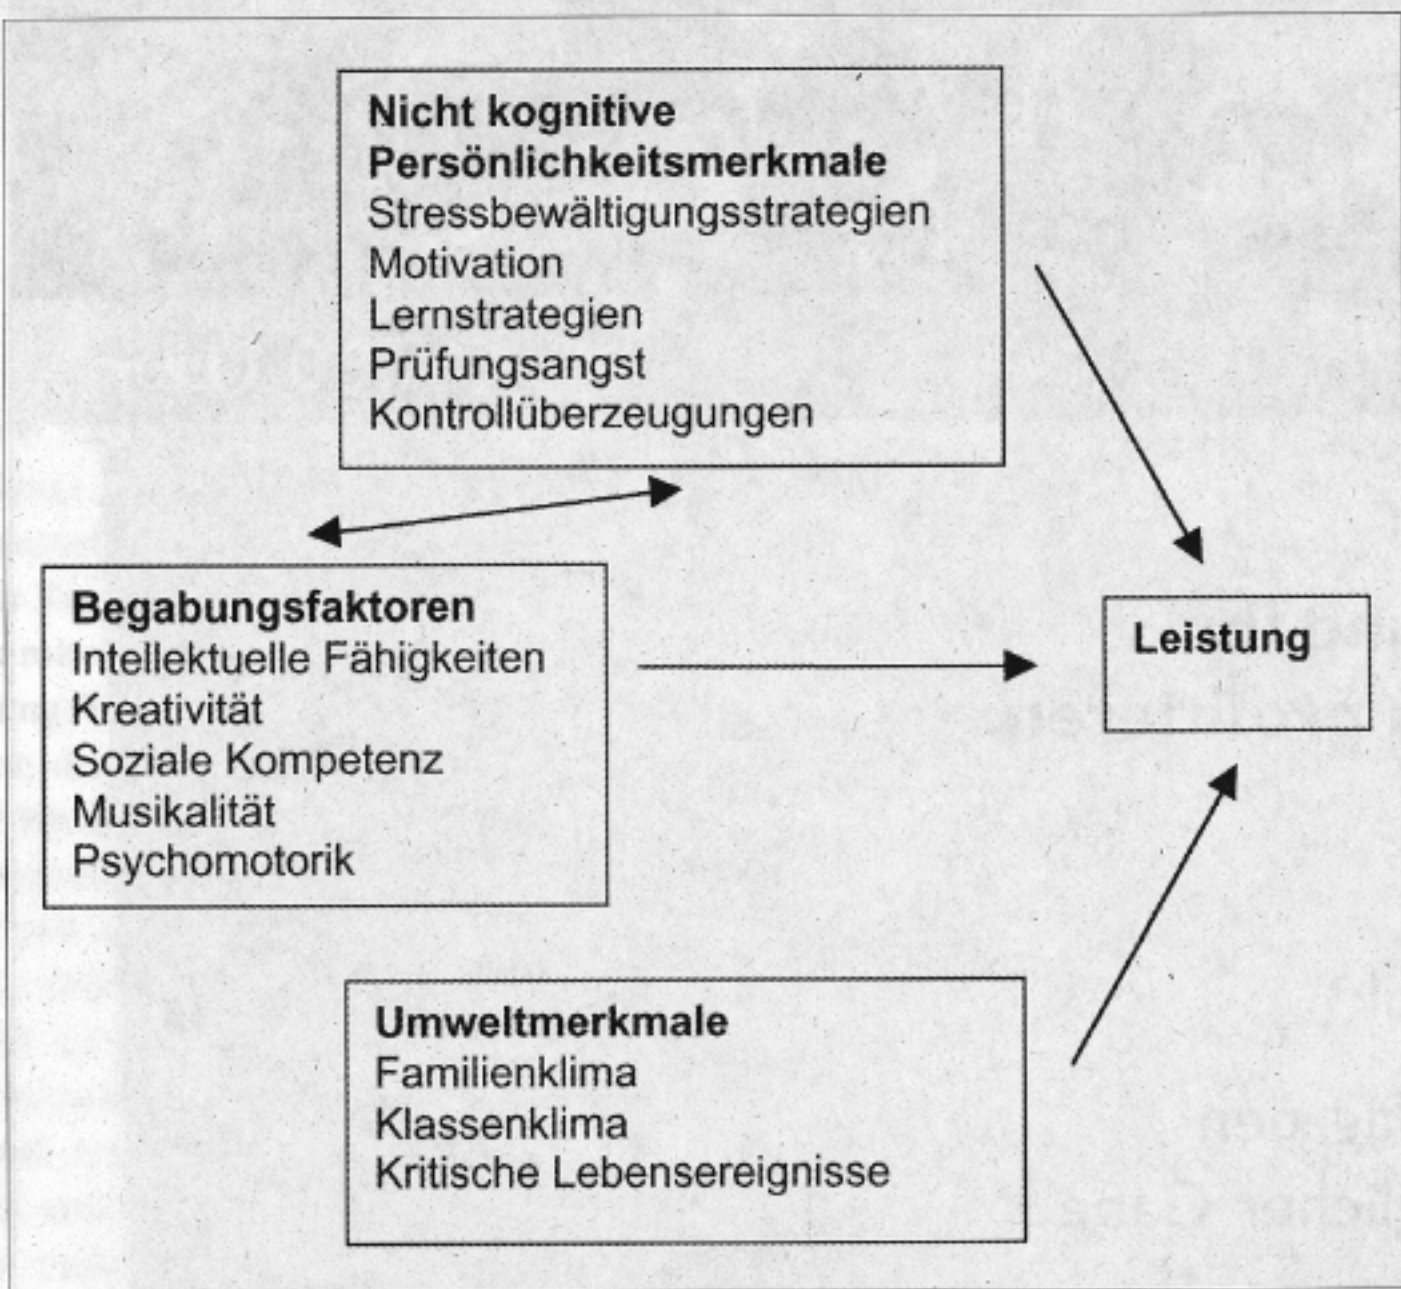 Nicht kognitive
Persönlichkeitsmerkmale
Stressbewältigungsstrategien
Motivation
Lernstrategien
Prüfungsangst
Kontrollüberzeugungen
Begabungsfaktoren
Intellektuelle Fähigkeiten
Kreativität
Soziale Kompetenz
Musikalität
Psychomotorik
Leistung
Umweltmerkmale
Familienklima
Klassenklima
Kritische Lebensereignisse